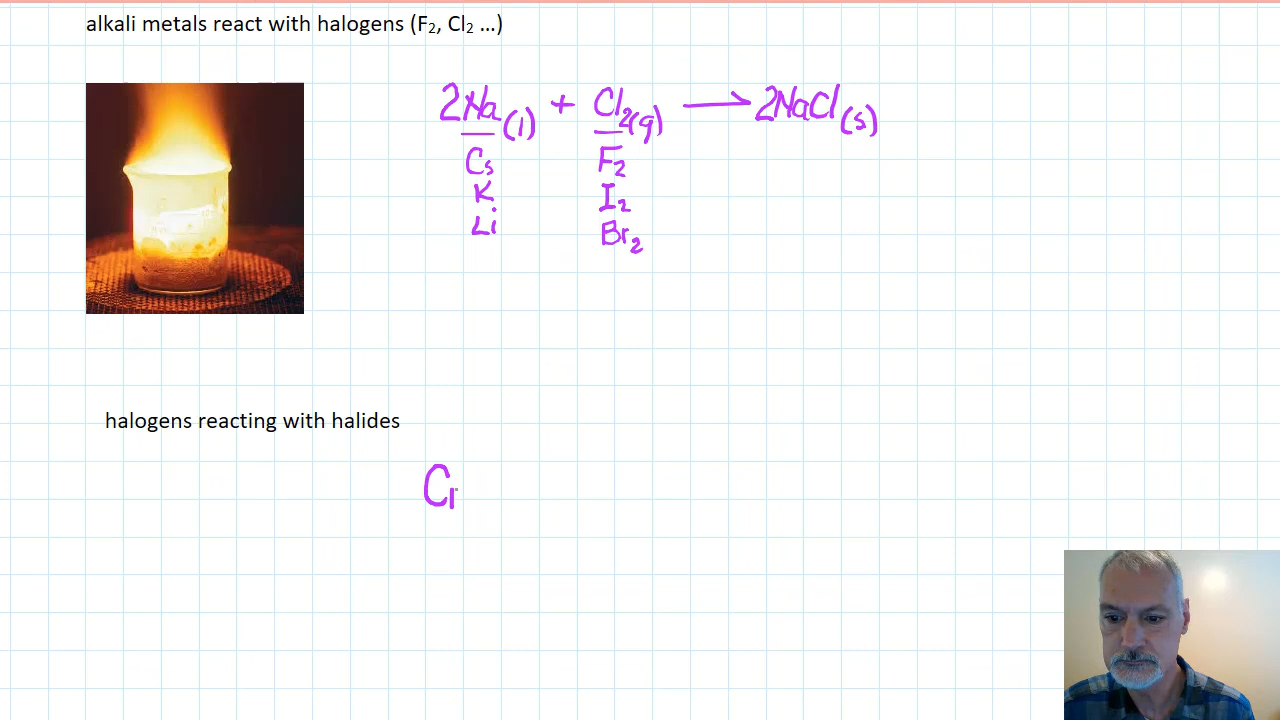 alkali metals react with halogens (F₂, Cl₂ ...)
2Na(l) + Cl₂(g) → 2NaCl(s)
Cs F₂
K I₂
Li Br₂
halogens reacting with halides
Cl